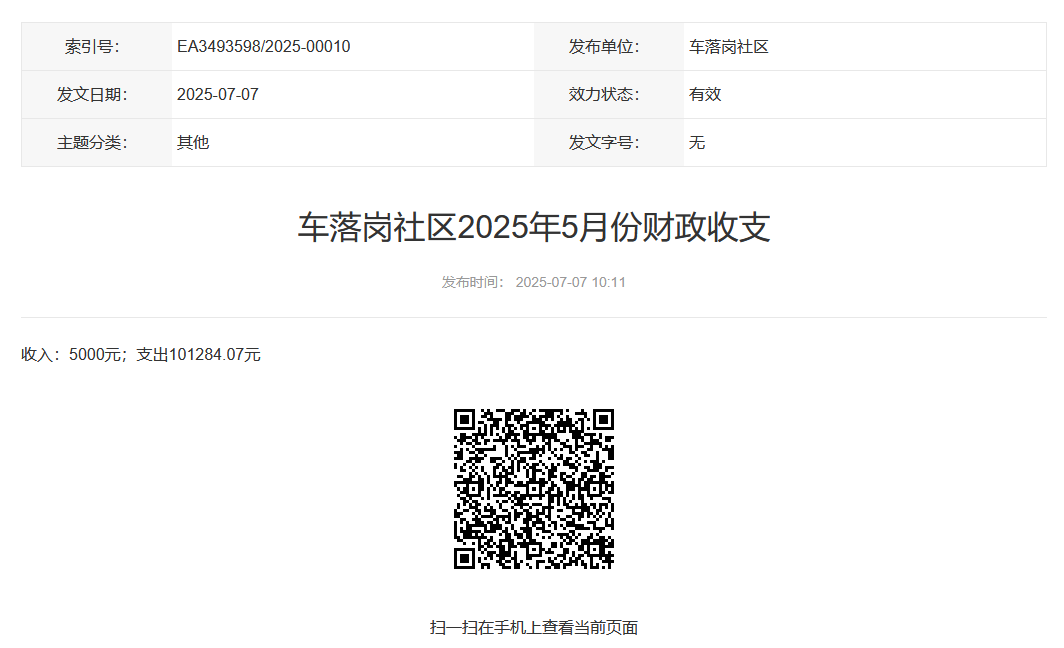 索引号： EA3493598/2025-00010 发布单位： 车落岗社区
发文日期： 2025-07-07 效力状态： 有效
主题分类： 其他 发文字号： 无
车落岗社区2025年5月份财政收支
发布时间： 2025-07-07 10:11
收入：5000元；支出101284.07元
扫一扫在手机上查看当前页面